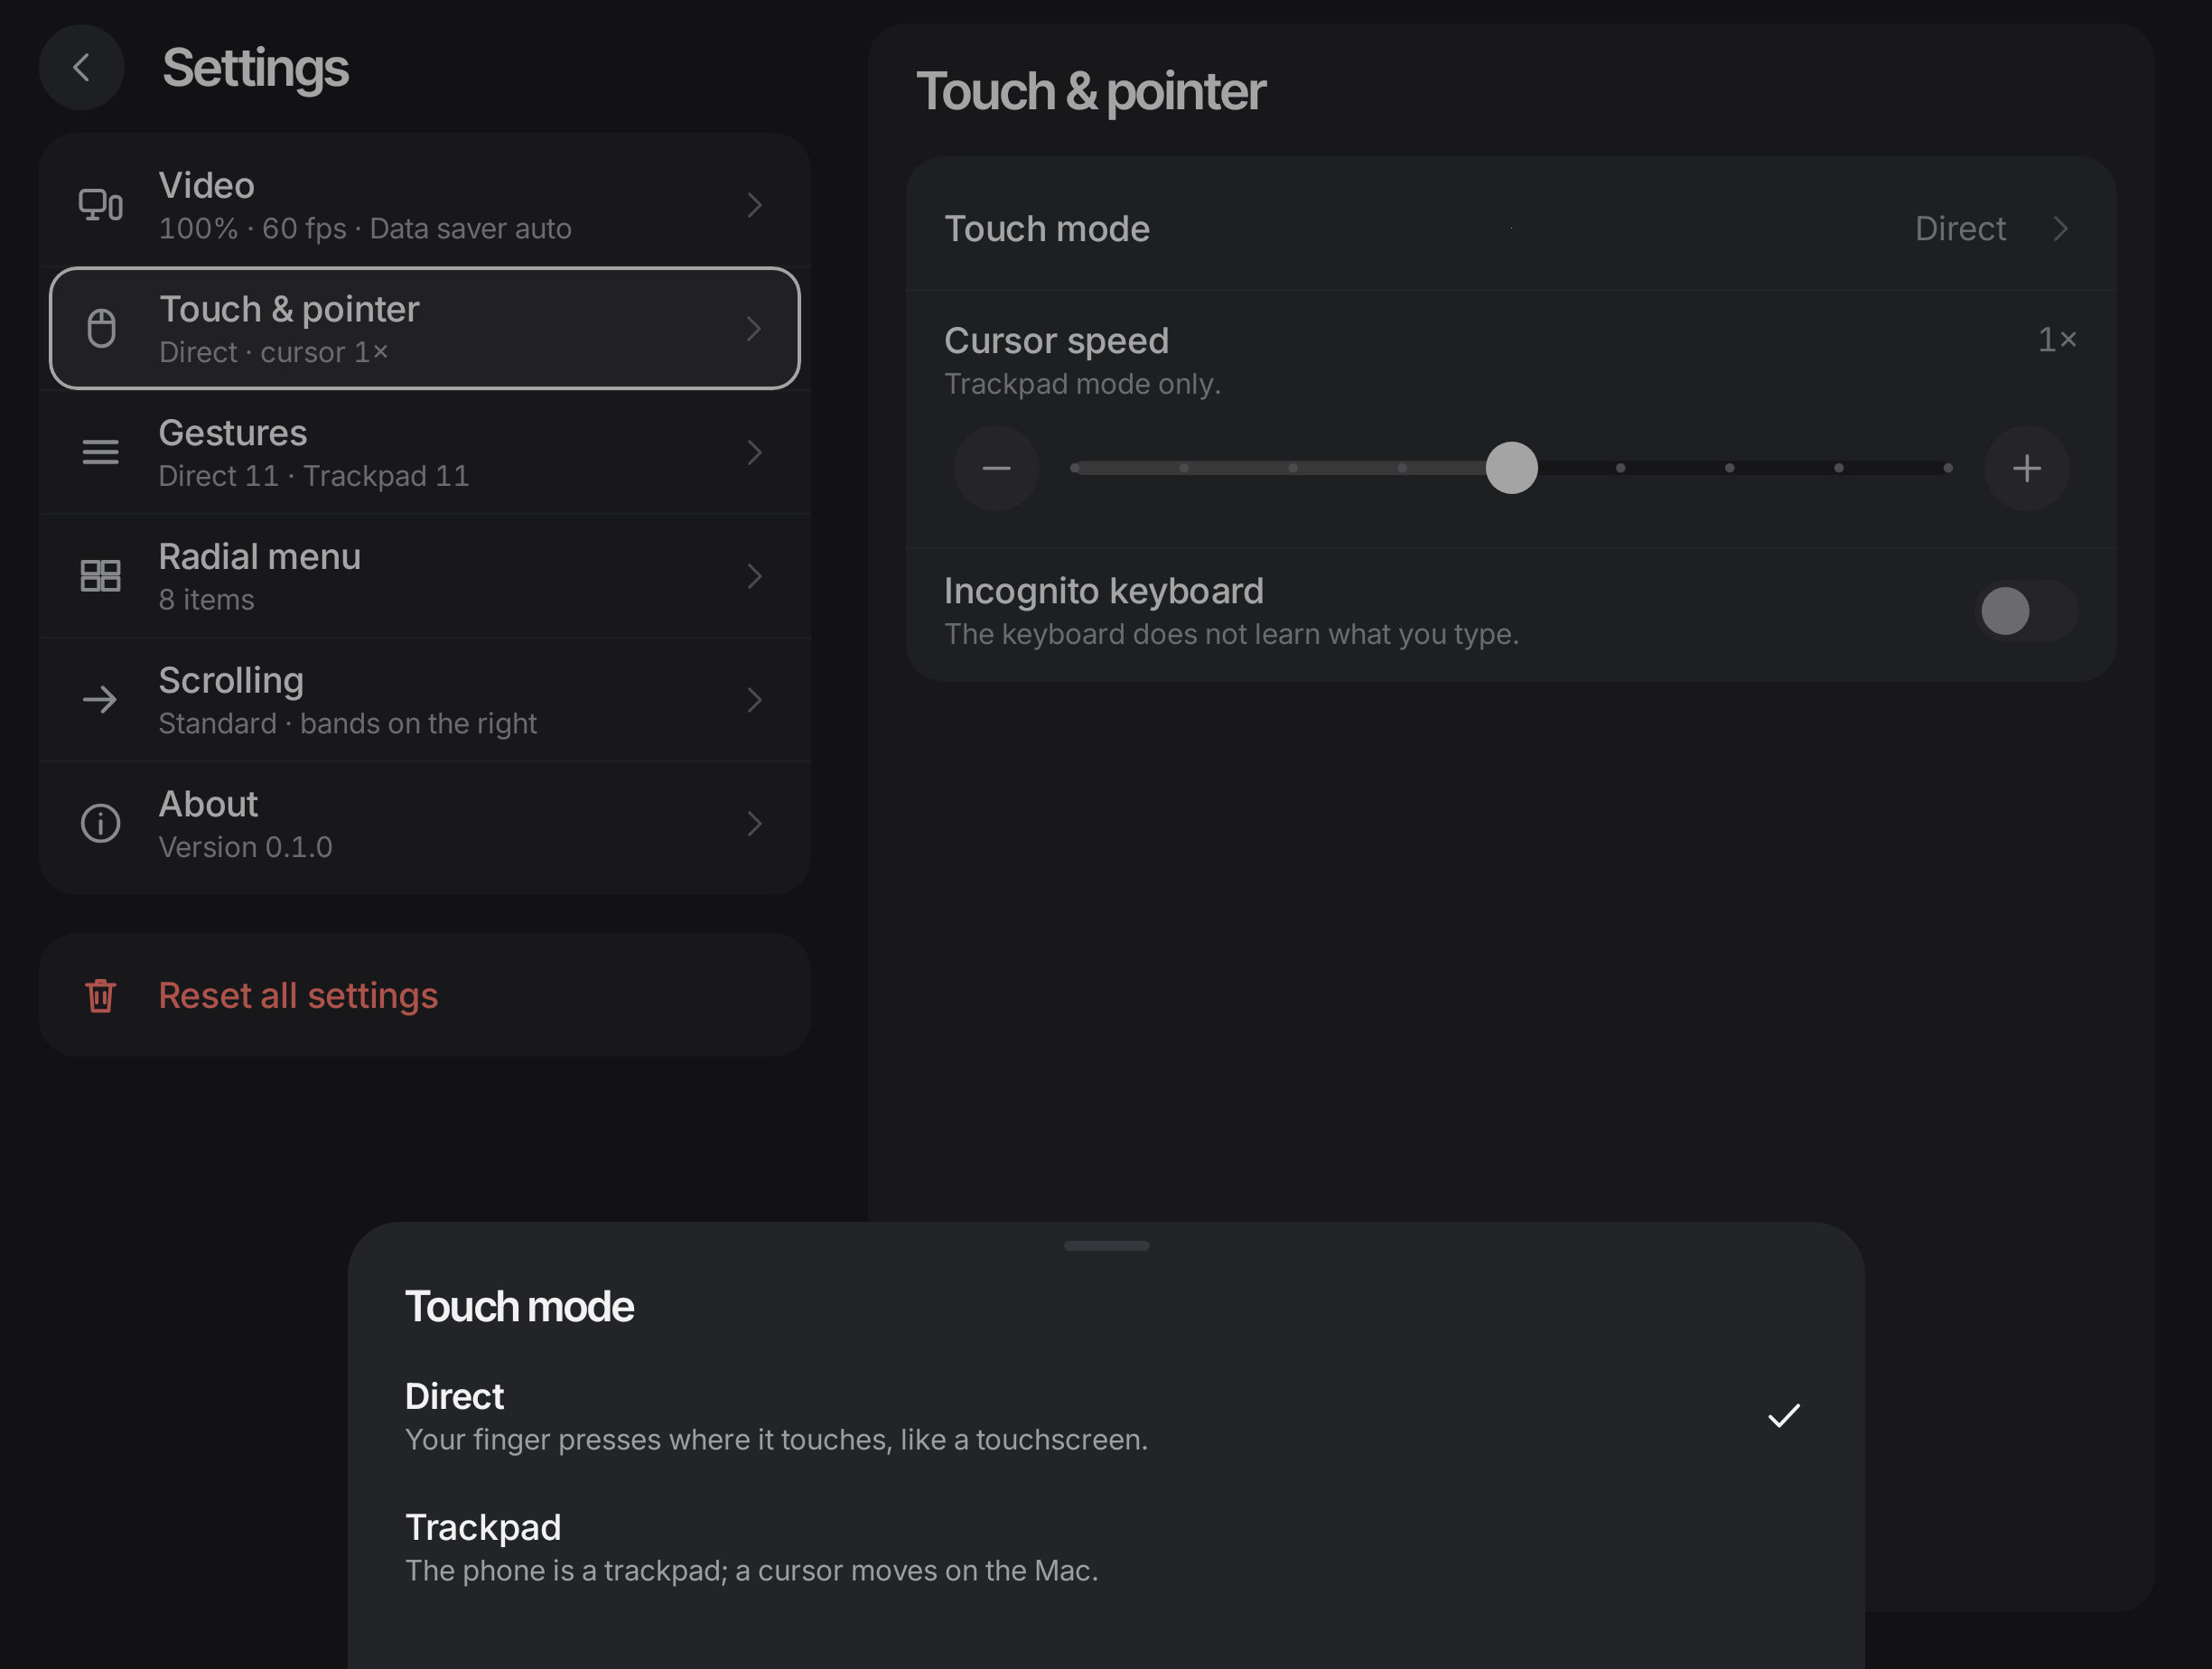 Settings
Video
100% · 60 fps · Data saver auto
Touch & pointer
Direct · cursor 1×
Gestures
Direct 11 · Trackpad 11
Radial menu
8 items
Scrolling
Standard · bands on the right
About
Version 0.1.0
Reset all settings
Touch & pointer
Touch mode
Direct
Cursor speed
1×
Trackpad mode only.
Incognito keyboard
The keyboard does not learn what you type.
Touch mode
Direct
Your finger presses where it touches, like a touchscreen.
Trackpad
The phone is a trackpad; a cursor moves on the Mac.